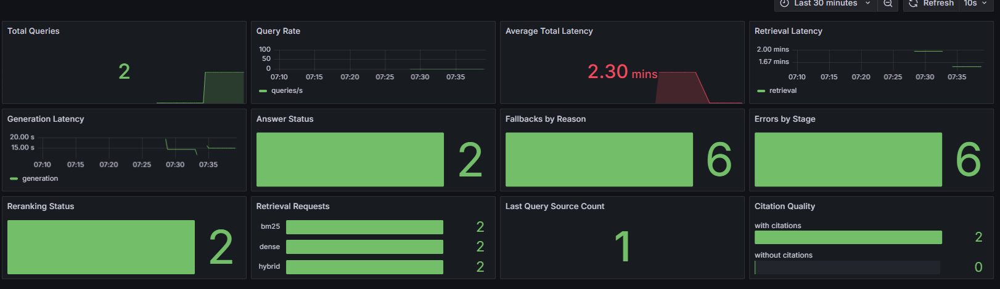 Last 30 minutes
Refresh
10s
Total Queries
2
Query Rate
100
50
0
07:10 07:15 07:20 07:25 07:30 07:35
queries/s
Average Total Latency
2.30 mins
Retrieval Latency
2.00 mins
1.67 mins
07:10 07:15 07:20 07:25 07:30 07:35
retrieval
Generation Latency
20.00 s
15.00 s
07:10 07:15 07:20 07:25 07:30 07:35
generation
Answer Status
2
Fallbacks by Reason
6
Errors by Stage
6
Reranking Status
2
Retrieval Requests
bm25 2
dense 2
hybrid 2
Last Query Source Count
1
Citation Quality
with citations
2
without citations
0